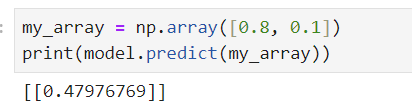 my_array = np.array([0.8, 0.1])
print(model.predict(my_array))
[[0.47976769]]